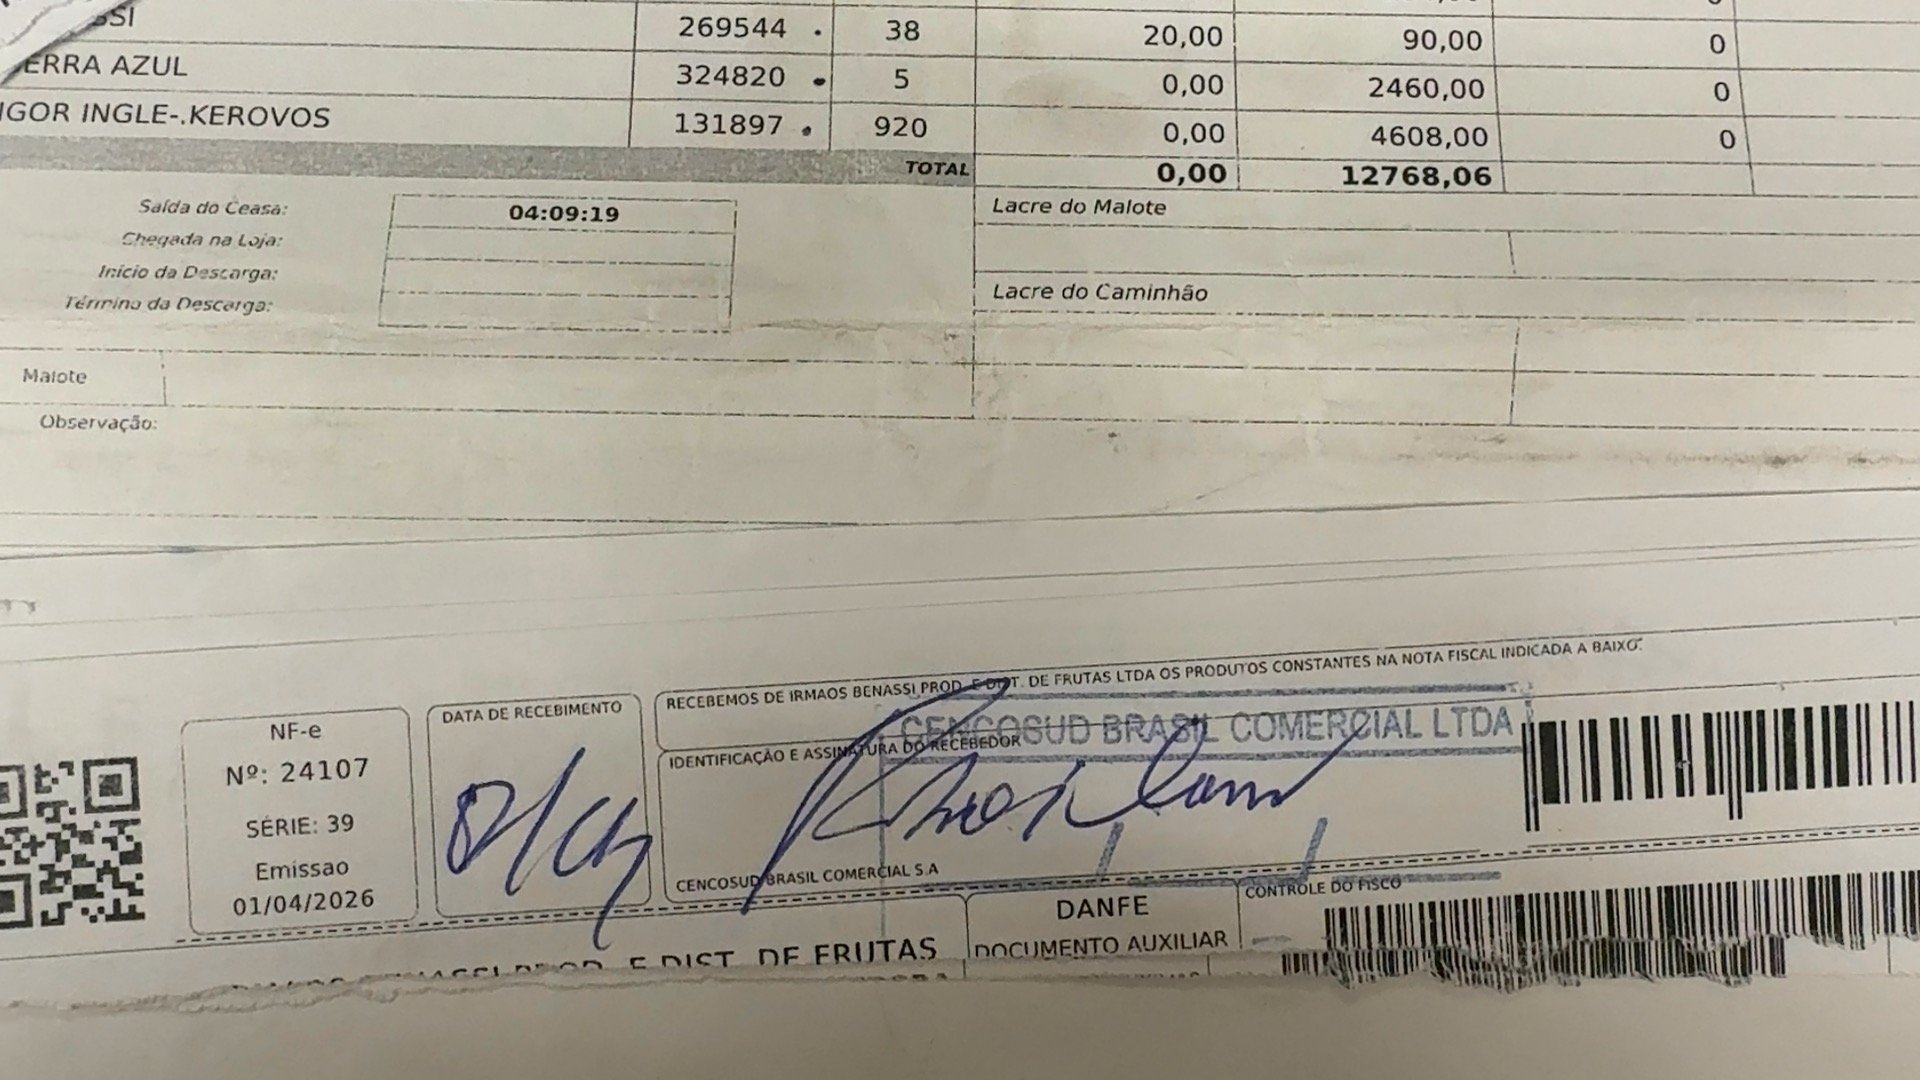 SSI 269544 . 38 20,00 90,00 0
ERRA AZUL 324820 . 5 0,00 2460,00 0
IGOR INGLE-.KEROVOS 131897 . 920 0,00 4608,00 0
TOTAL 0,00 12768,06
Saída do Ceasa: 04:09:19
Chegada na Loja:
Início da Descarga:
Término da Descarga:
Lacre do Malote
Lacre do Caminhão
Malote
Observação:
NF-e
Nº: 24107
SÉRIE: 39
Emissao
01/04/2026
DATA DE RECEBIMENTO
RECEBEMOS DE IRMAOS BENASSI PROD. E DIST. DE FRUTAS LTDA OS PRODUTOS CONSTANTES NA NOTA FISCAL INDICADA A BAIXO.
CENCOSUD BRASIL COMERCIAL LTDA
IDENTIFICAÇÃO E ASSINATURA DO RECEBEDOR
CENCOSUD BRASIL COMERCIAL S.A
E DIST. DE FRUTAS
DANFE
DOCUMENTO AUXILIAR
CONTROLE DO FISCO